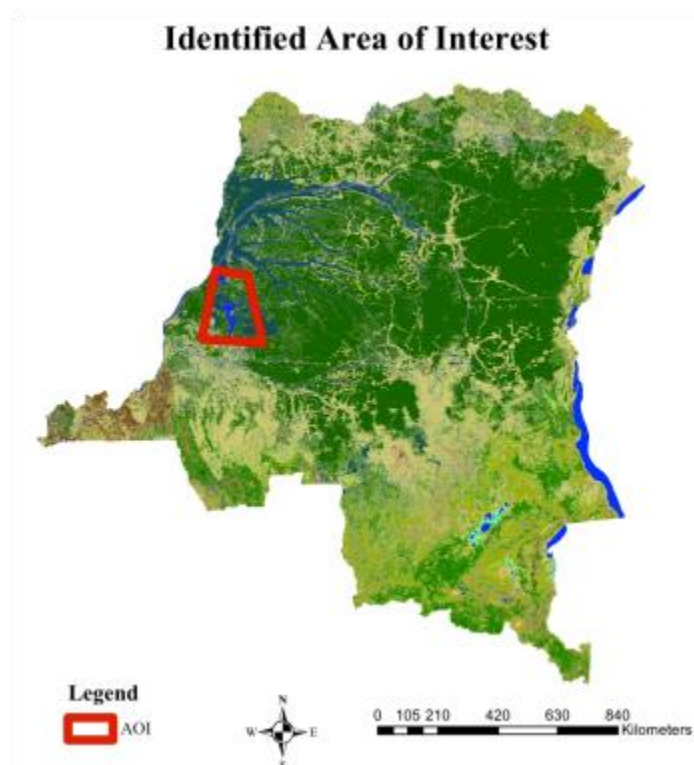 Identified Area of Interest
Legend
AOI
N
W E
S
0 105 210 420 630 840
Kilometers